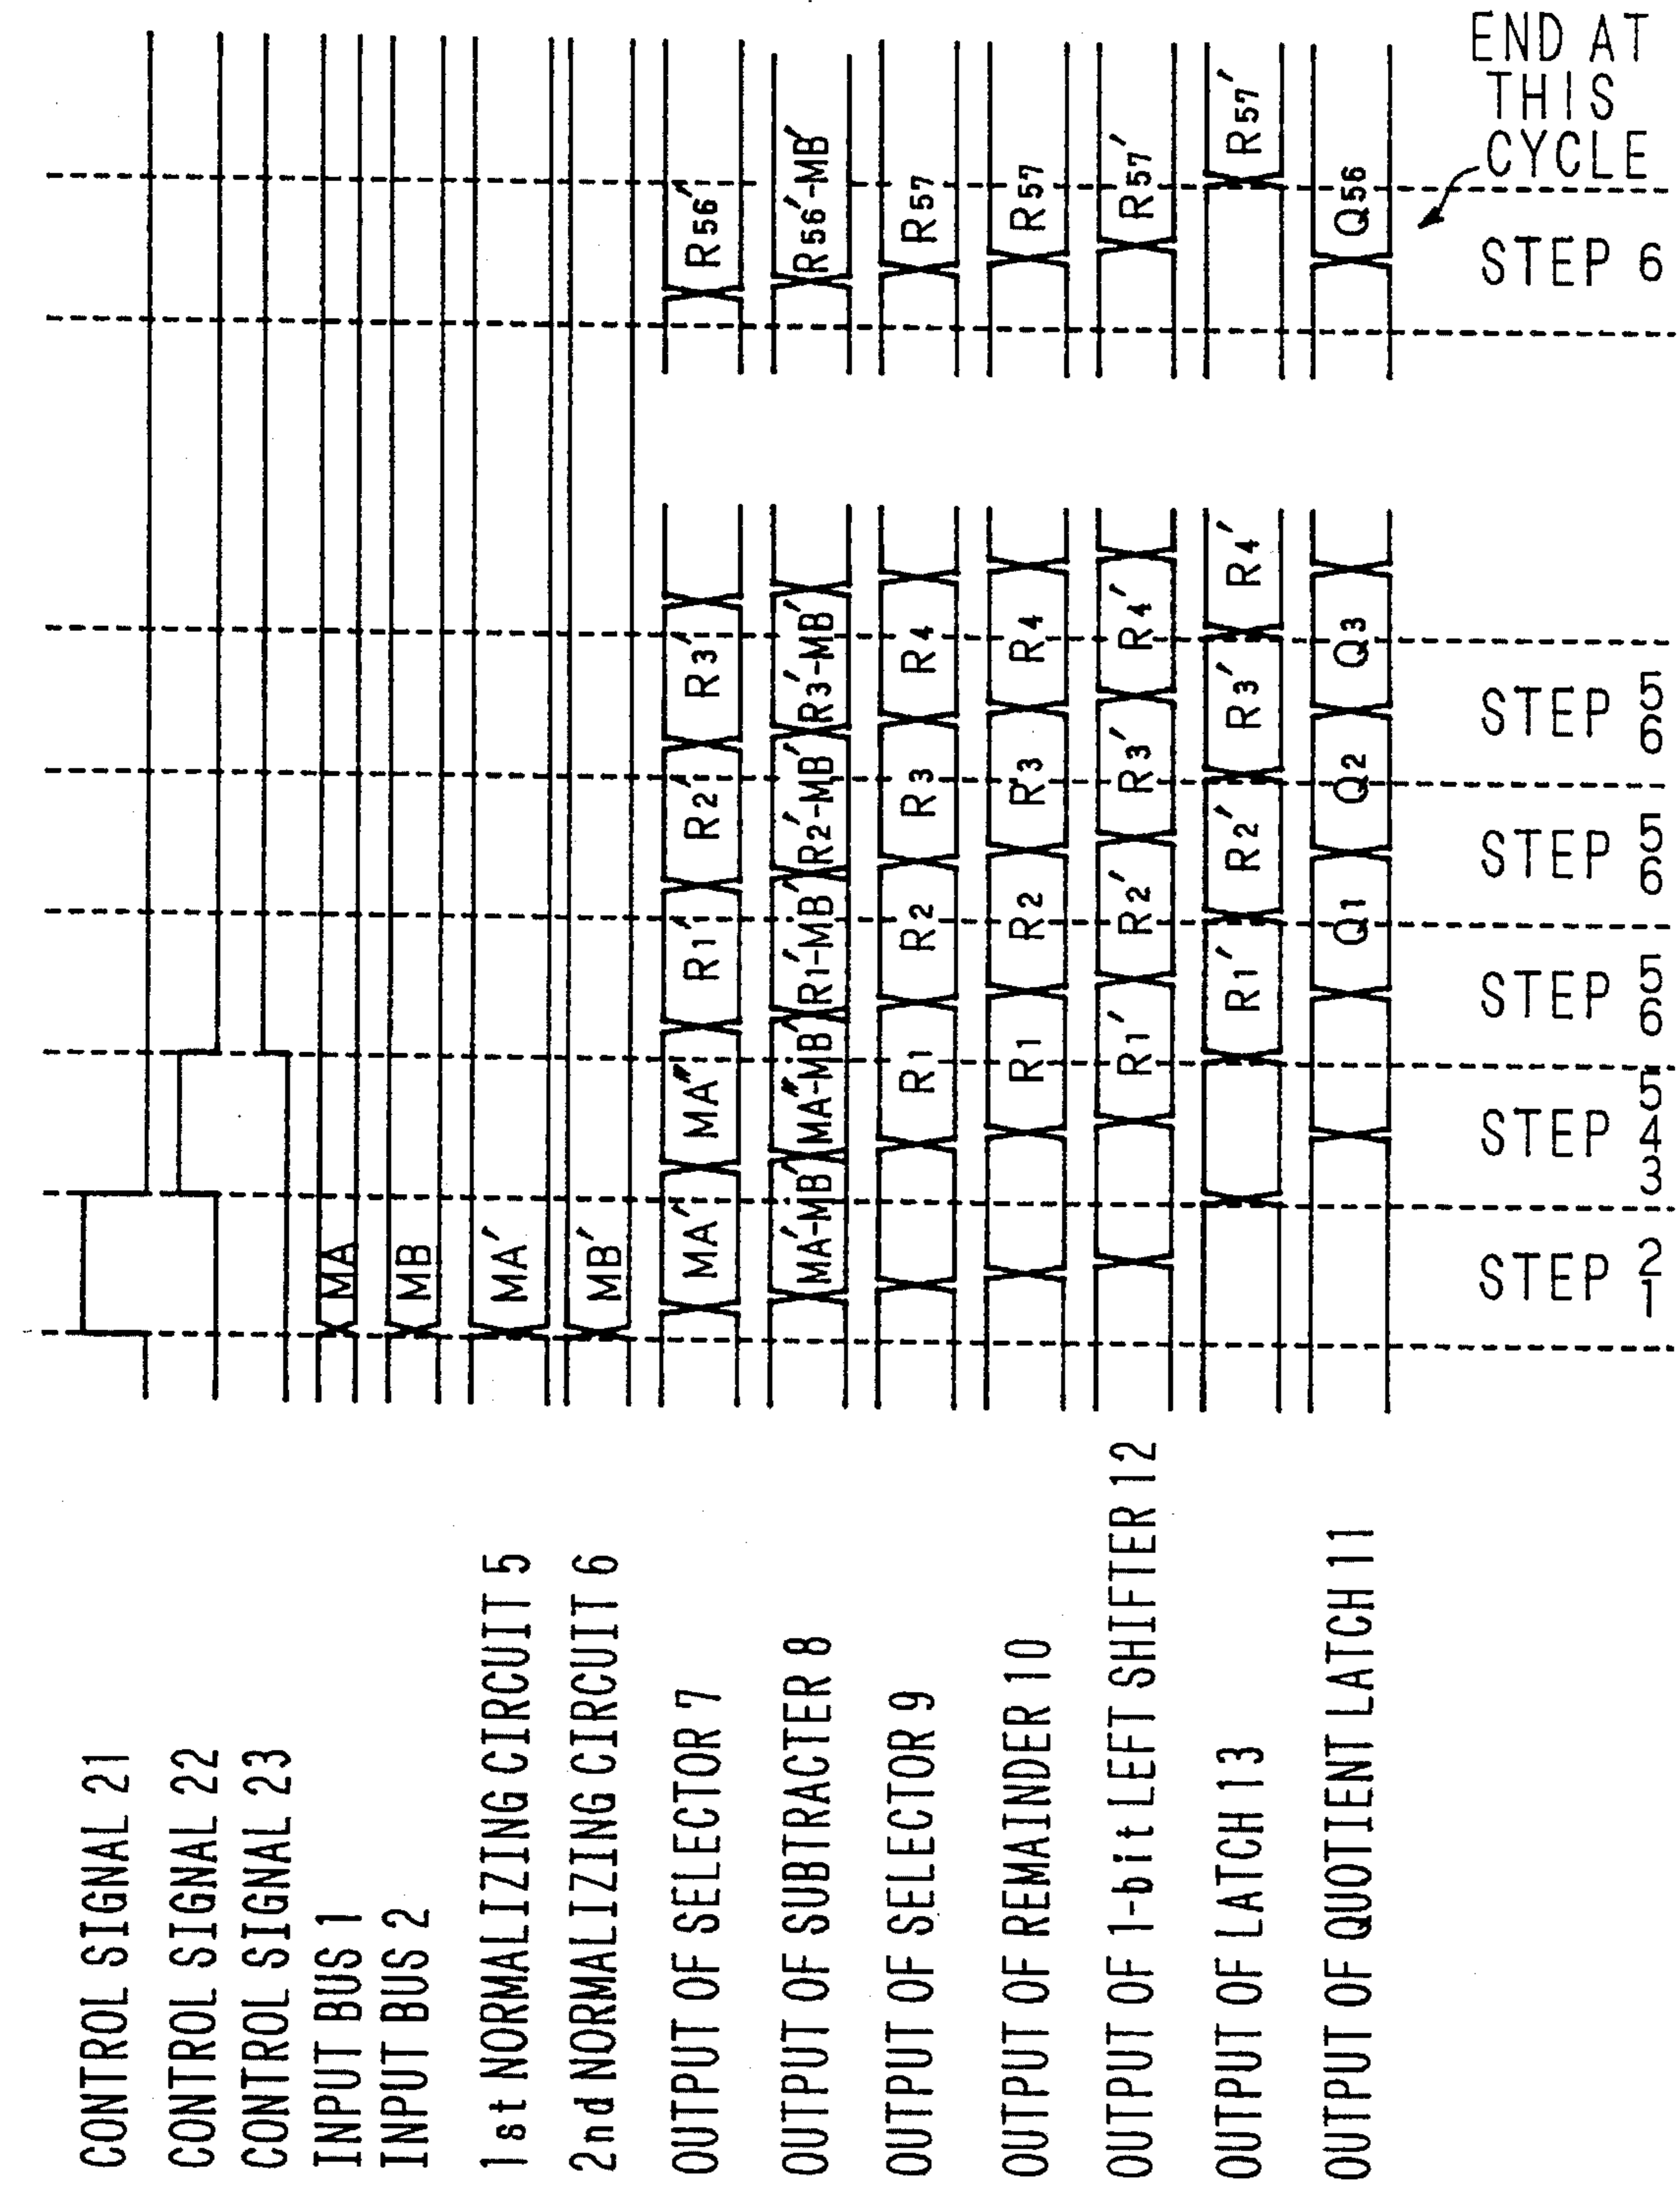 CONTROL SIGNAL 21
CONTROL SIGNAL 22
CONTROL SIGNAL 23
INPUT BUS 1 MA
INPUT BUS 2 MB
1st NORMALIZING CIRCUIT 5 MA′
2nd NORMALIZING CIRCUIT 6 MB′
OUTPUT OF SELECTOR 7 MA′ MA″ R1′ R2′ R3′ R56′
OUTPUT OF SUBTRACTER 8 MA′-MB′ MA″-MB′ R1′-MB′ R2′-MB′ R3′-MB′ R56′-MB′
OUTPUT OF SELECTOR 9 R1 R2 R3 R4 R57
OUTPUT OF REMAINDER 10 R1 R2 R3 R4 R57
OUTPUT OF 1-bit LEFT SHIFTER 12 R1′ R2′ R3′ R4′ R57′
OUTPUT OF LATCH 13 R1′ R2′ R3′ R4′ R57′
OUTPUT OF QUOTIENT LATCH 11 Q1 Q2 Q3 Q56
END AT
THIS
CYCLE
STEP 2 1
STEP 5 4 3
STEP 5 6
STEP 5 6
STEP 5 6
STEP 6